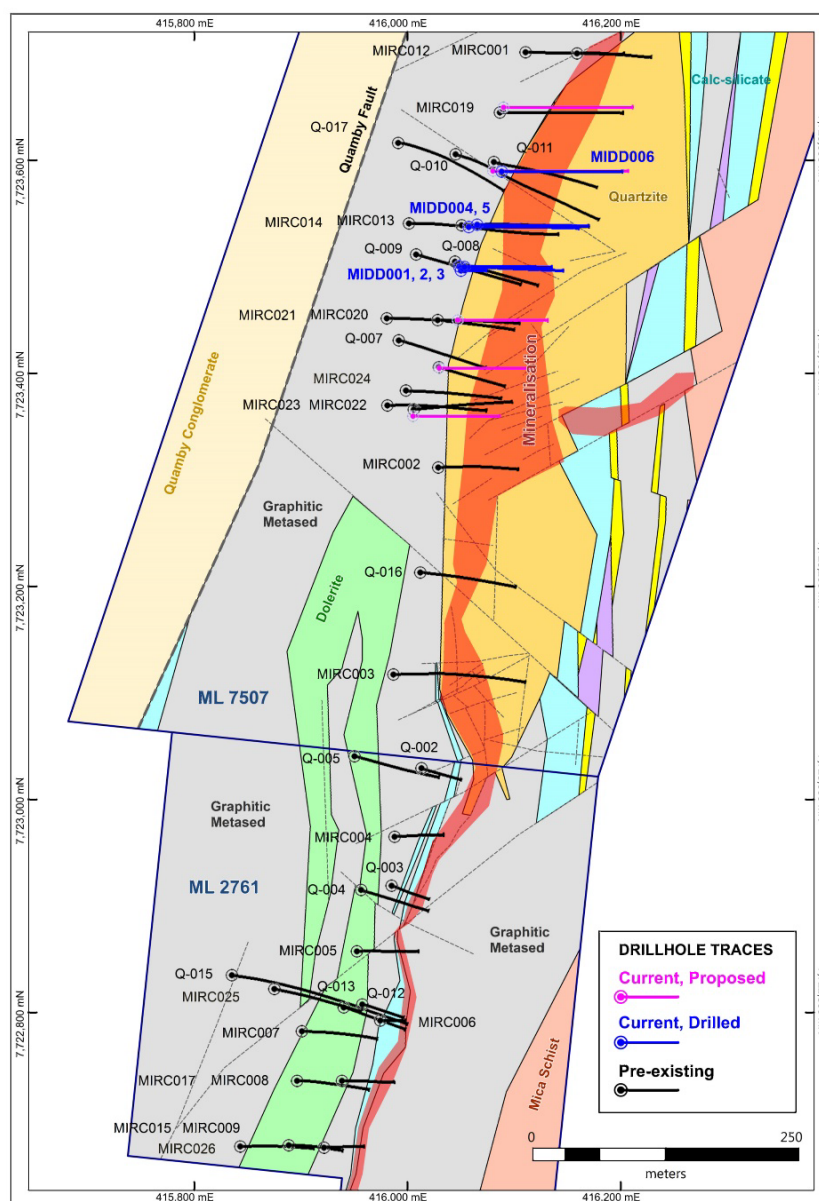 415,800 mE
416,000 mE
416,200 mE
MIRC012
MIRC001
Calc-silicate
MIRC019
Q-017
Quamby Fault
Q-011
Q-010
MIDD006
7,723,600 mN
Quartzite
MIDD004, 5
MIRC014
MIRC013
Q-009
Q-008
MIDD001, 2, 3
MIRC021
MIRC020
Q-007
7,723,400 mN
MIRC024
MIRC023
MIRC022
Mineralisation
Quamby Conglomerate
MIRC002
Graphitic
Metased
Q-016
7,723,200 mN
Dolerite
MIRC003
ML 7507
Q-002
Q-005
7,723,000 mN
Graphitic
Metased
MIRC004
Q-003
ML 2761
Q-004
Graphitic
Metased
MIRC005
Q-015
Q-013
Q-012
MIRC025
MIRC006
7,722,800 mN
MIRC007
MIRC017
MIRC008
Mica Schist
MIRC015
MIRC009
MIRC026
DRILLHOLE TRACES
Current, Proposed
Current, Drilled
Pre-existing
0
250
meters
415,800 mE
416,000 mE
416,200 mE